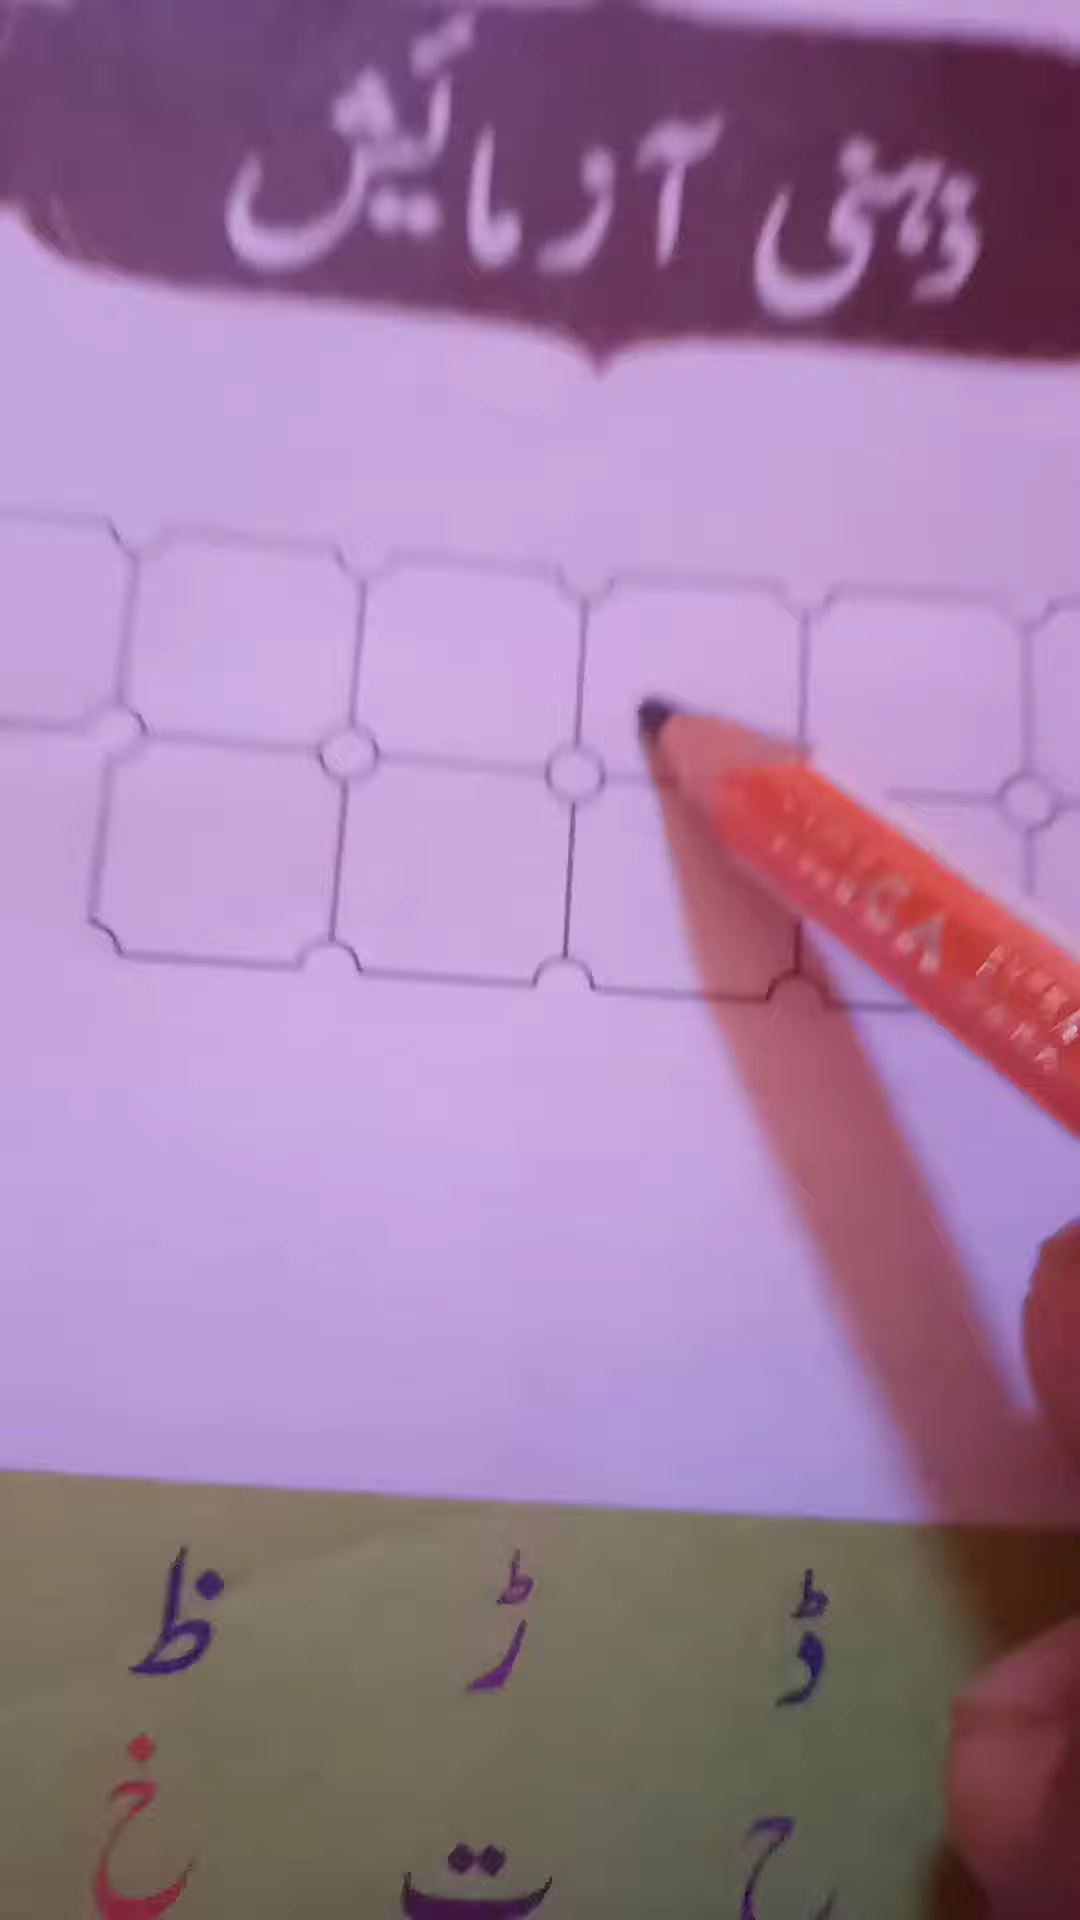 ذہنی آزمائش
ڈ ڑ ظ
ح ت خ